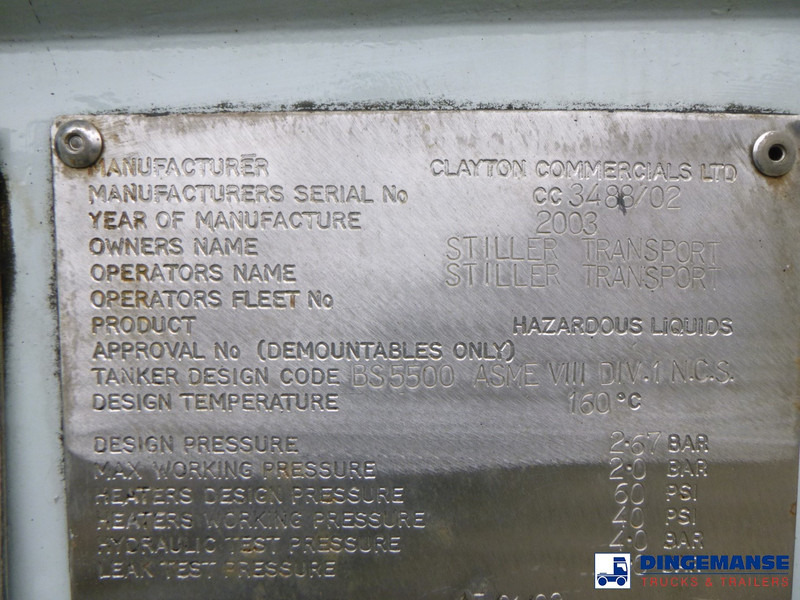 MANUFACTURER CLAYTON COMMERCIALS LTD
MANUFACTURERS SERIAL No CC 3488/02
YEAR OF MANUFACTURE 2003
OWNERS NAME STILLER TRANSPORT
OPERATORS NAME STILLER TRANSPORT
OPERATORS FLEET No
PRODUCT HAZARDOUS LiQUIDS
APPROVAL No (DEMOUNTABLES ONLY)
TANKER DESIGN CODE BS5500 ASME VIII DIV.1 N.C.S.
DESIGN TEMPERATURE 160 °C
DESIGN PRESSURE 2.67 BAR
MAX WORKING PRESSURE 2.0 BAR
HEATERS DESIGN PRESSURE 60 PSI
HEATERS WORKING PRESSURE 40 PSI
HYDRAULIC TEST PRESSURE 4.0 BAR
LEAK TEST PRESSURE BAR
DINGEMANSE
TRUCKS & TRAILERS